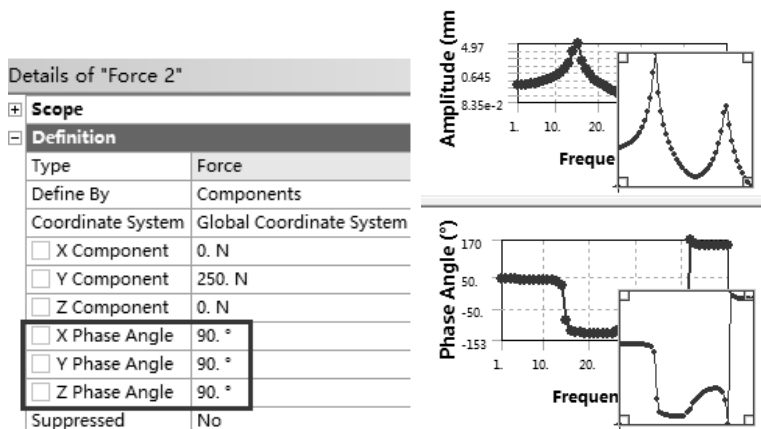 Details of "Force 2"
Scope
Definition
Type Force
Define By Components
Coordinate System Global Coordinate System
X Component 0. N
Y Component 250. N
Z Component 0. N
X Phase Angle 90. °
Y Phase Angle 90. °
Z Phase Angle 90. °
Suppressed No
Amplitude (mn
4.97
0.645
8.35e-2
1. 10. 20.
Freque
Phase Angle (°)
170
50.
-50.
-153
1. 10. 20.
Frequen